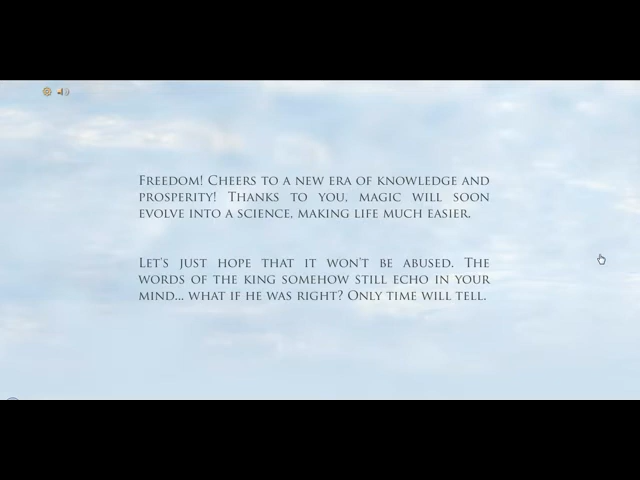 Freedom! Cheers to a new era of knowledge and
prosperity! Thanks to you, magic will soon
evolve into a science, making life much easier.
Let's just hope that it won't be abused. The
words of the king somehow still echo in your
mind... what if he was right? Only time will tell.